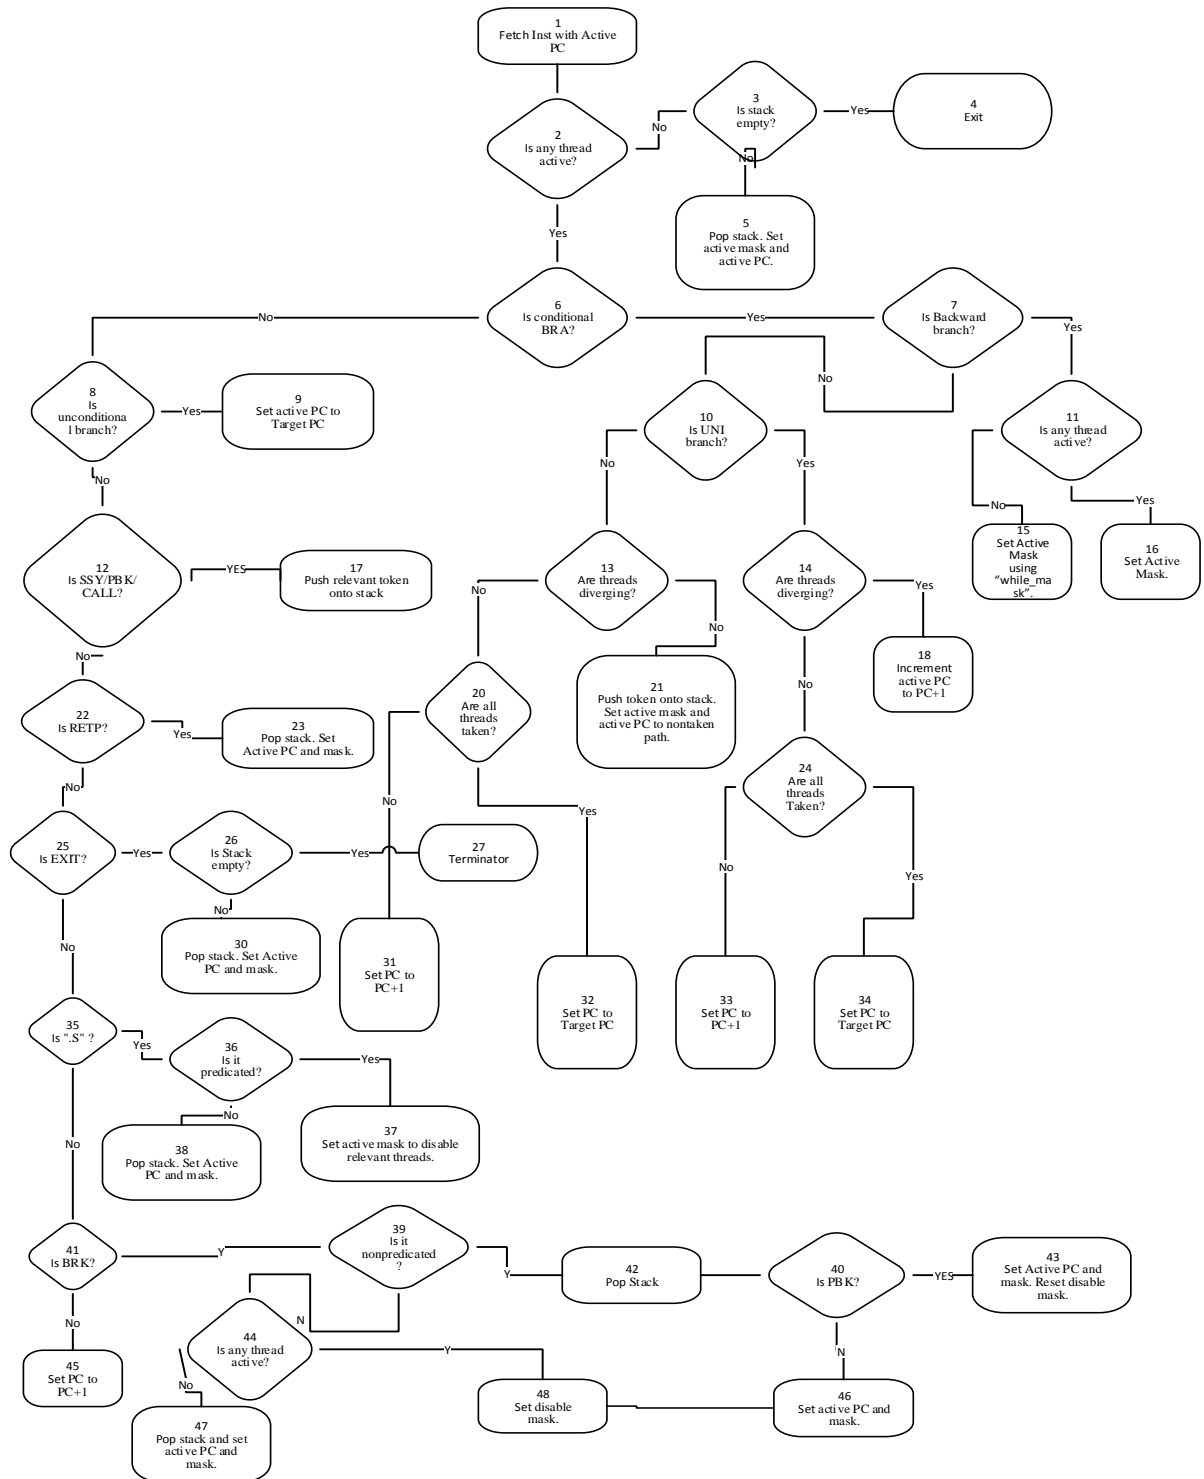 1
Fetch Inst with Active
PC
2
Is any thread
active?
No
3
Is stack
empty?
Yes
4
Exit
No
5
Pop stack. Set
active mask and
active PC.
Yes
6
Is conditional
BRA?
No
Yes
7
Is Backward
branch?
Yes
No
8
Is
unconditiona
l branch?
Yes
9
Set active PC to
Target PC
10
Is UNI
branch?
11
Is any thread
active?
No
No
Yes
No
Yes
12
Is SSY/PBK/
CALL?
YES
17
Push relevant token
onto stack
13
Are threads
diverging?
14
Are threads
diverging?
15
Set Active
Mask
using
“while_ma
sk”.
16
Set Active
Mask.
No
No
Yes
No
18
Increment
active PC
to PC+1
22
Is RETP?
Yes
23
Pop stack. Set
Active PC and mask.
20
Are all
threads
taken?
21
Push token onto stack.
Set active mask and
active PC to nontaken
path.
No
No
24
Are all
threads
Taken?
No
Yes
25
Is EXIT?
Yes
26
Is Stack
empty?
Yes
27
Terminator
No
Yes
No
No
30
Pop stack. Set Active
PC and mask.
31
Set PC to
PC+1
32
Set PC to
Target PC
33
Set PC to
PC+1
34
Set PC to
Target PC
35
Is ".S" ?
Yes
36
Is it
predicated?
Yes
No
37
Set active mask to disable
relevant threads.
No
38
Pop stack. Set Active
PC and mask.
41
Is BRK?
Y
39
Is it
nonpredicated
?
Y
42
Pop Stack
40
Is PBK?
YES
43
Set Active PC and
mask. Reset disable
mask.
No
N
44
Is any thread
active?
Y
N
45
Set PC to
PC+1
No
48
Set disable
mask.
46
Set active PC and
mask.
47
Pop stack and set
active PC and
mask.